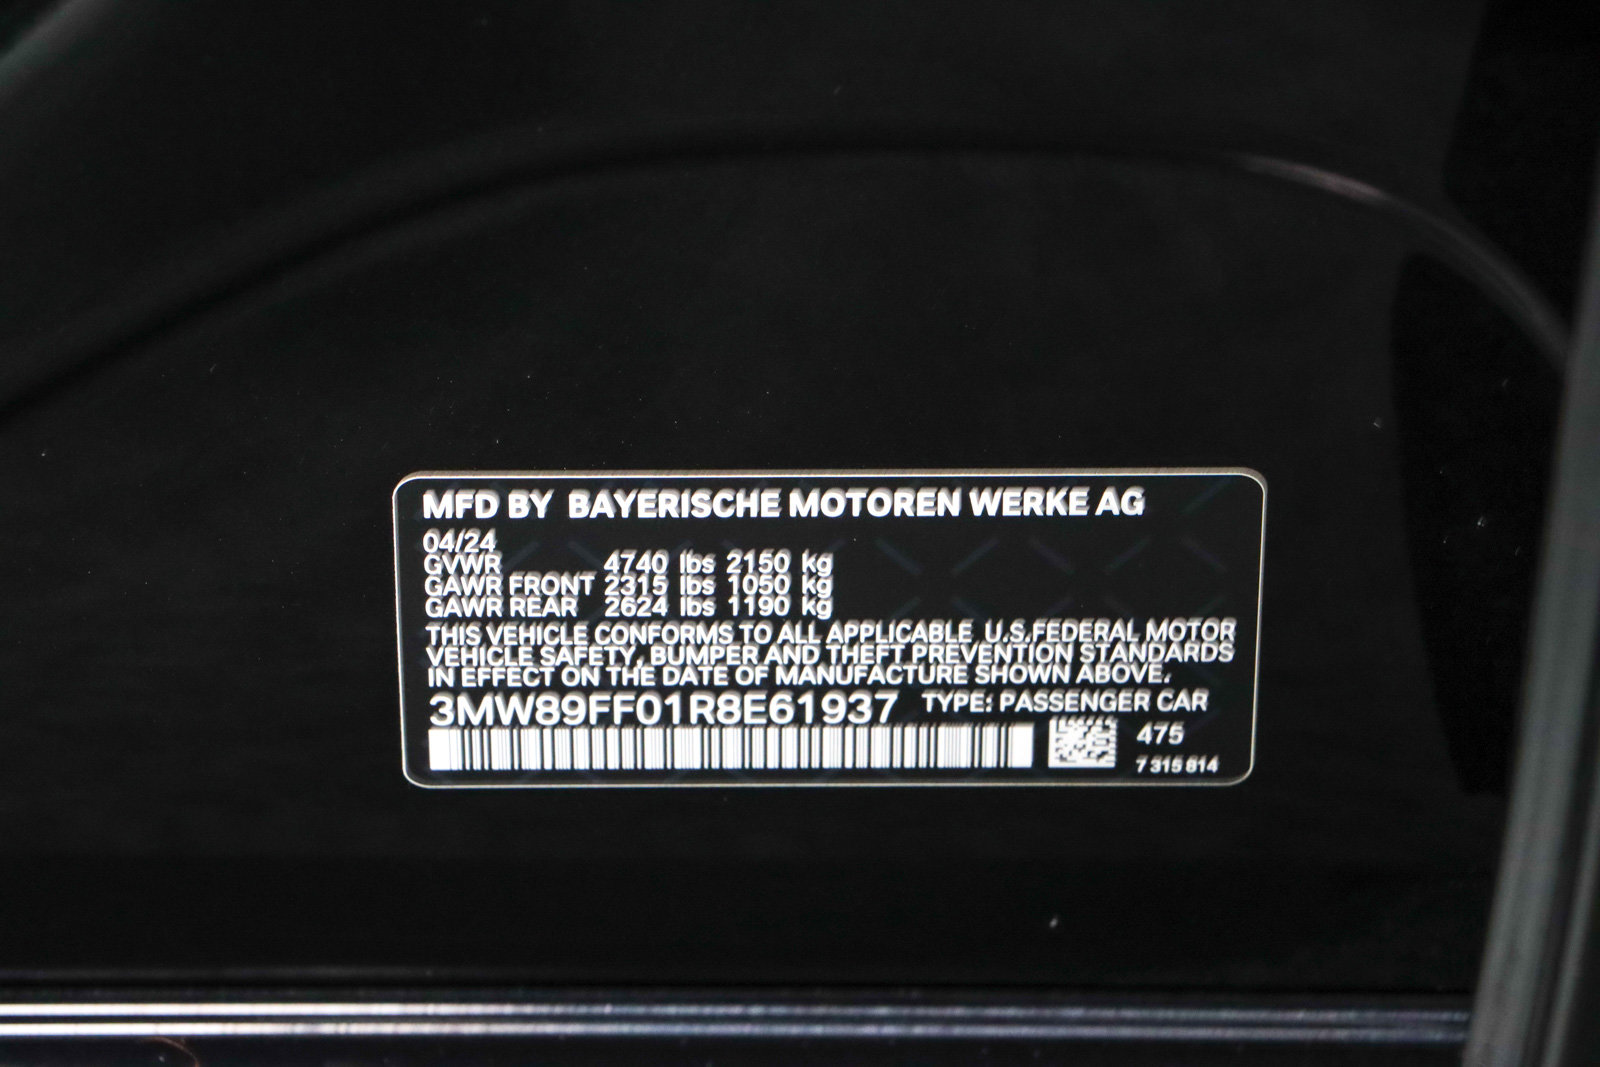 MFD BY BAYERISCHE MOTOREN WERKE AG
04/24
GVWR 4740 lbs 2150 kg
GAWR FRONT 2315 lbs 1050 kg
GAWR REAR 2624 lbs 1190 kg
THIS VEHICLE CONFORMS TO ALL APPLICABLE U.S.FEDERAL MOTOR
VEHICLE SAFETY, BUMPER AND THEFT PREVENTION STANDARDS
IN EFFECT ON THE DATE OF MANUFACTURE SHOWN ABOVE.
3MW89FF01R8E61937 TYPE: PASSENGER CAR
475
7 315 814